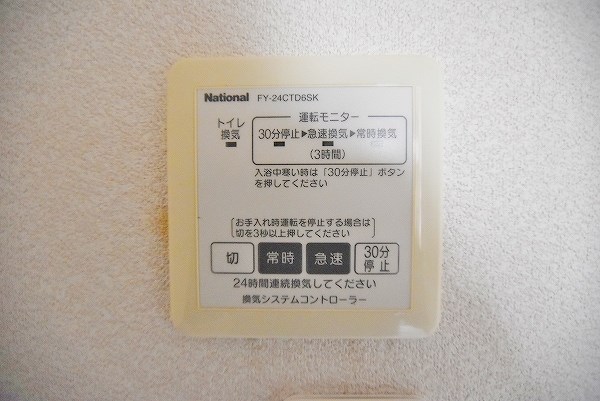 National FY-24CTD6SK
運転モニター
トイレ
換気
30分停止▶急速換気▶常時換気
(3時間)
入浴中寒い時は「30分停止」ボタン
を押してください
お手入れ時運転を停止する場合は
切を3秒以上押してください
切 常時 急速 30分
停止
24時間連続換気してください
換気システムコントローラー